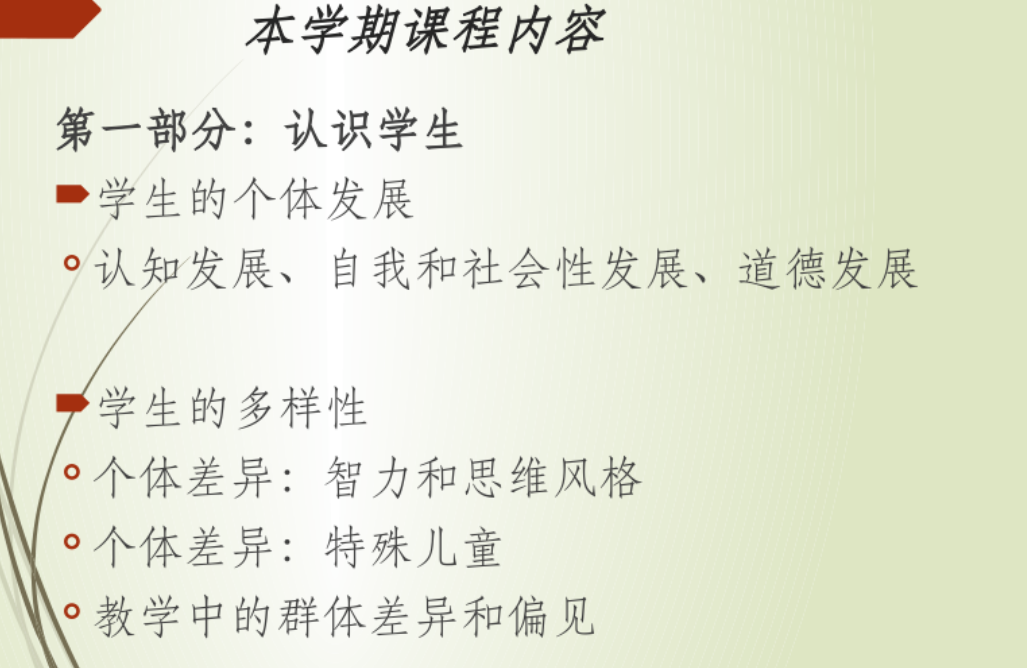 本学期课程内容
第一部分：认识学生
学生的个体发展
认知发展、自我和社会性发展、道德发展
学生的多样性
个体差异：智力和思维风格
个体差异：特殊儿童
教学中的群体差异和偏见